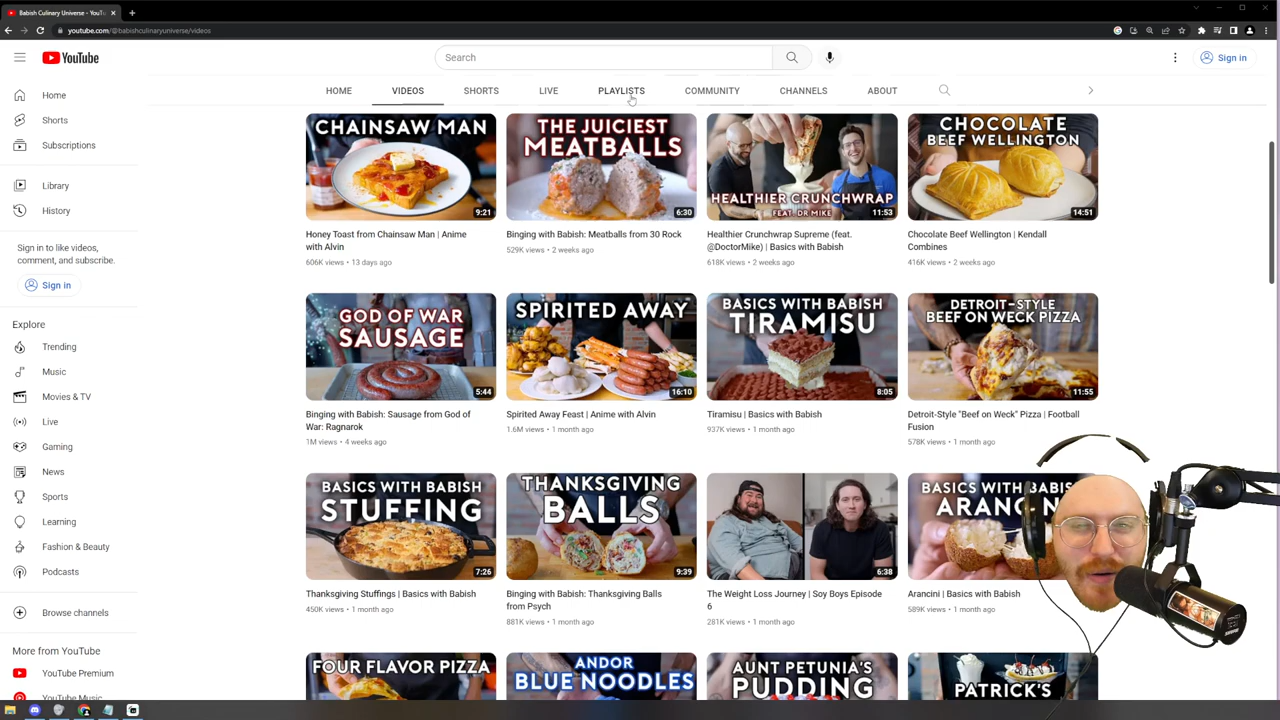 Babish Culinary Universe - YouT
youtube.com/@babishculinaryuniverse/videos
YouTube
Search
Sign in
HOME
VIDEOS
SHORTS
LIVE
PLAYLISTS
COMMUNITY
CHANNELS
ABOUT
Home
Shorts
Subscriptions
Library
History
Sign in to like videos,
comment, and subscribe.
Sign in
Explore
Trending
Music
Movies & TV
Live
Gaming
News
Sports
Learning
Fashion & Beauty
Podcasts
Browse channels
More from YouTube
YouTube Premium
YouTube Music
CHAINSAW MAN
9:21
Honey Toast from Chainsaw Man | Anime
with Alvin
606K views • 13 days ago
THE JUICIEST
MEATBALLS
6:30
Binging with Babish: Meatballs from 30 Rock
529K views • 2 weeks ago
HEALTHIER CRUNCHWRAP
FEAT. DR MIKE
11:53
Healthier Crunchwrap Supreme (feat.
@DoctorMike) | Basics with Babish
618K views • 2 weeks ago
CHOCOLATE
BEEF WELLINGTON
14:51
Chocolate Beef Wellington | Kendall
Combines
416K views • 2 weeks ago
GOD OF WAR
SAUSAGE
5:44
Binging with Babish: Sausage from God of
War: Ragnarok
1M views • 4 weeks ago
SPIRITED AWAY
16:10
Spirited Away Feast | Anime with Alvin
1.6M views • 1 month ago
BASICS WITH BABISH
TIRAMISU
8:05
Tiramisu | Basics with Babish
937K views • 1 month ago
DETROIT-STYLE
BEEF ON WECK PIZZA
11:55
Detroit-Style "Beef on Weck" Pizza | Football
Fusion
578K views • 1 month ago
BASICS WITH BABISH
STUFFING
7:26
Thanksgiving Stuffings | Basics with Babish
450K views • 1 month ago
THANKSGIVING
BALLS
9:39
Binging with Babish: Thanksgiving Balls
from Psych
881K views • 1 month ago
6:38
The Weight Loss Journey | Soy Boys Episode
6
281K views • 1 month ago
BASICS WITH BABIS
ARANC N
Arancini | Basics with Babish
589K views • 1 month ago
FOUR FLAVOR PIZZA
ANDOR
BLUE NOODLES
AUNT PETUNIA'S
PUDDING
PATRICK'S